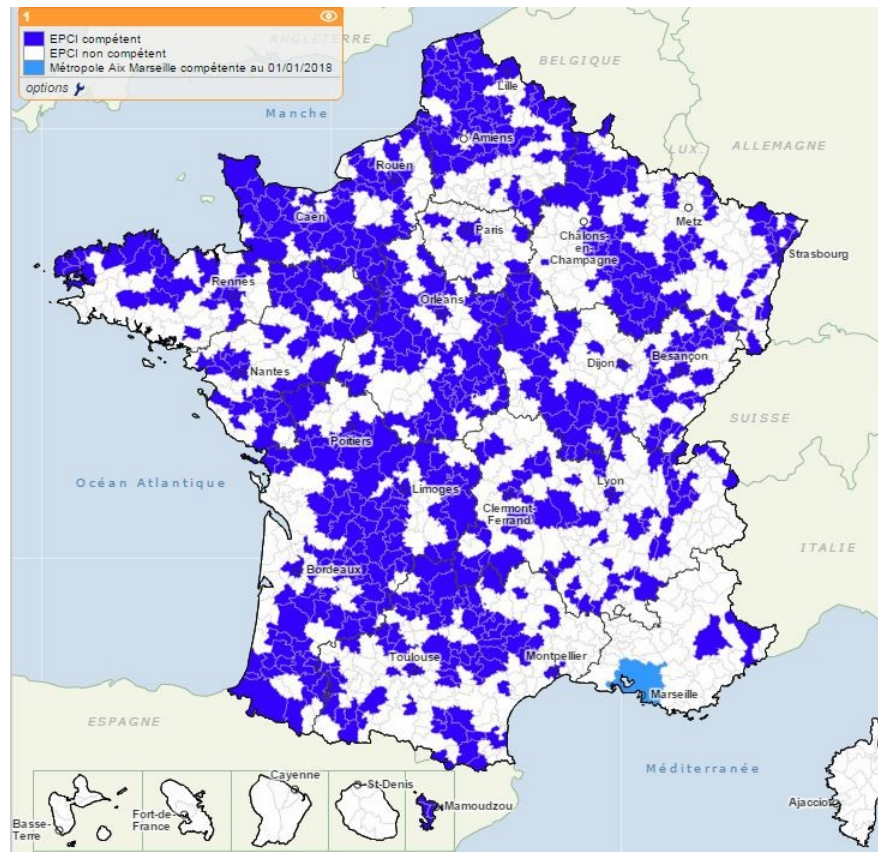 1
EPCI compétent
EPCI non compétent
Métropole Aix Marseille compétente au 01/01/2018
options
ANGLETERRE
BELGIQUE
Lille
Manche
Amiens
LUX.
ALLEMAGNE
Rouen
Caen
Paris
Metz
Châlons-
en-
Champagne
Strasbourg
Rennes
Orléans
Nantes
Dijon
Besançon
SUISSE
Poitiers
Océan Atlantique
Limoges
Clermont-
Ferrand
Lyon
ITALIE
Bordeaux
Toulouse
Montpellier
Marseille
ESPAGNE
Méditerranée
Cayenne
St-Denis
Mamoudzou
Ajaccio
Basse-
Terre
Fort-de-
France